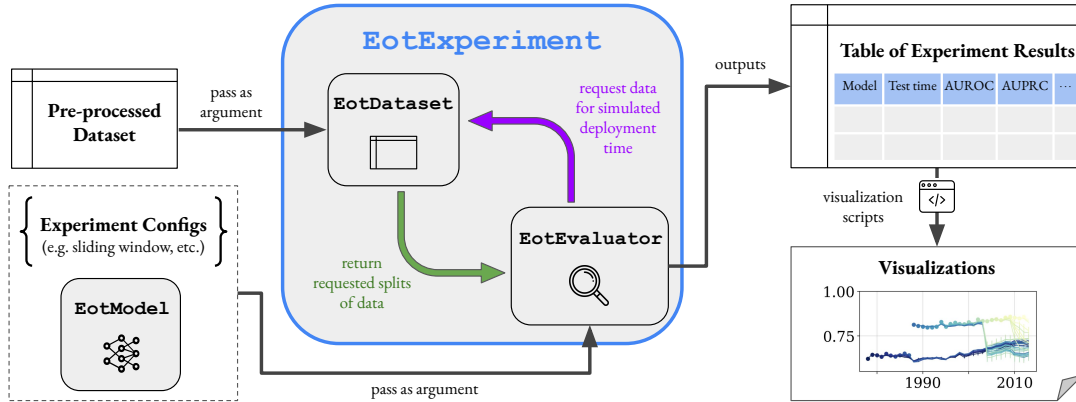 EotExperiment
Pre-processed
Dataset
pass as
argument
EotDataset
request data
for simulated
deployment
time
outputs
Table of Experiment Results
Model Test time AUROC AUPRC ...
{ Experiment Configs }
(e.g. sliding window, etc.)
EotModel
return
requested splits
of data
EotEvaluator
pass as argument
visualization
scripts
</>
Visualizations
1.00
0.75
1990 2010